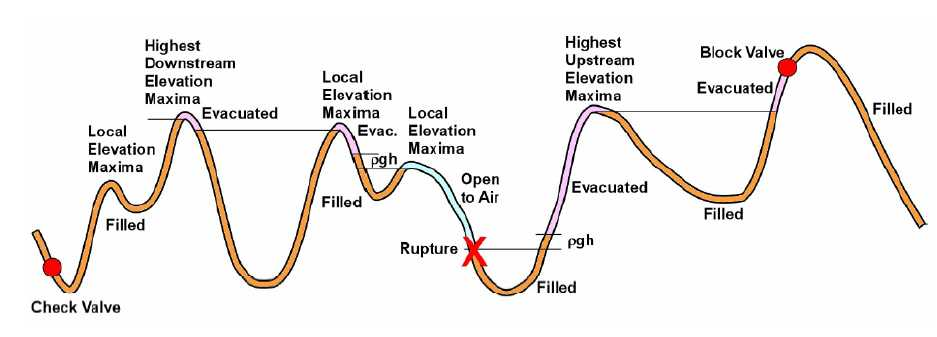 Highest
Downstream
Elevation
Maxima
Evacuated
Local
Elevation
Maxima
Local
Elevation
Maxima
Evac.
ρgh
Local
Elevation
Maxima
Highest
Upstream
Elevation
Maxima
Block Valve
Evacuated
Filled
Open
to Air
Evacuated
Filled
Filled
Filled
Rupture
ρgh
Filled
Check Valve